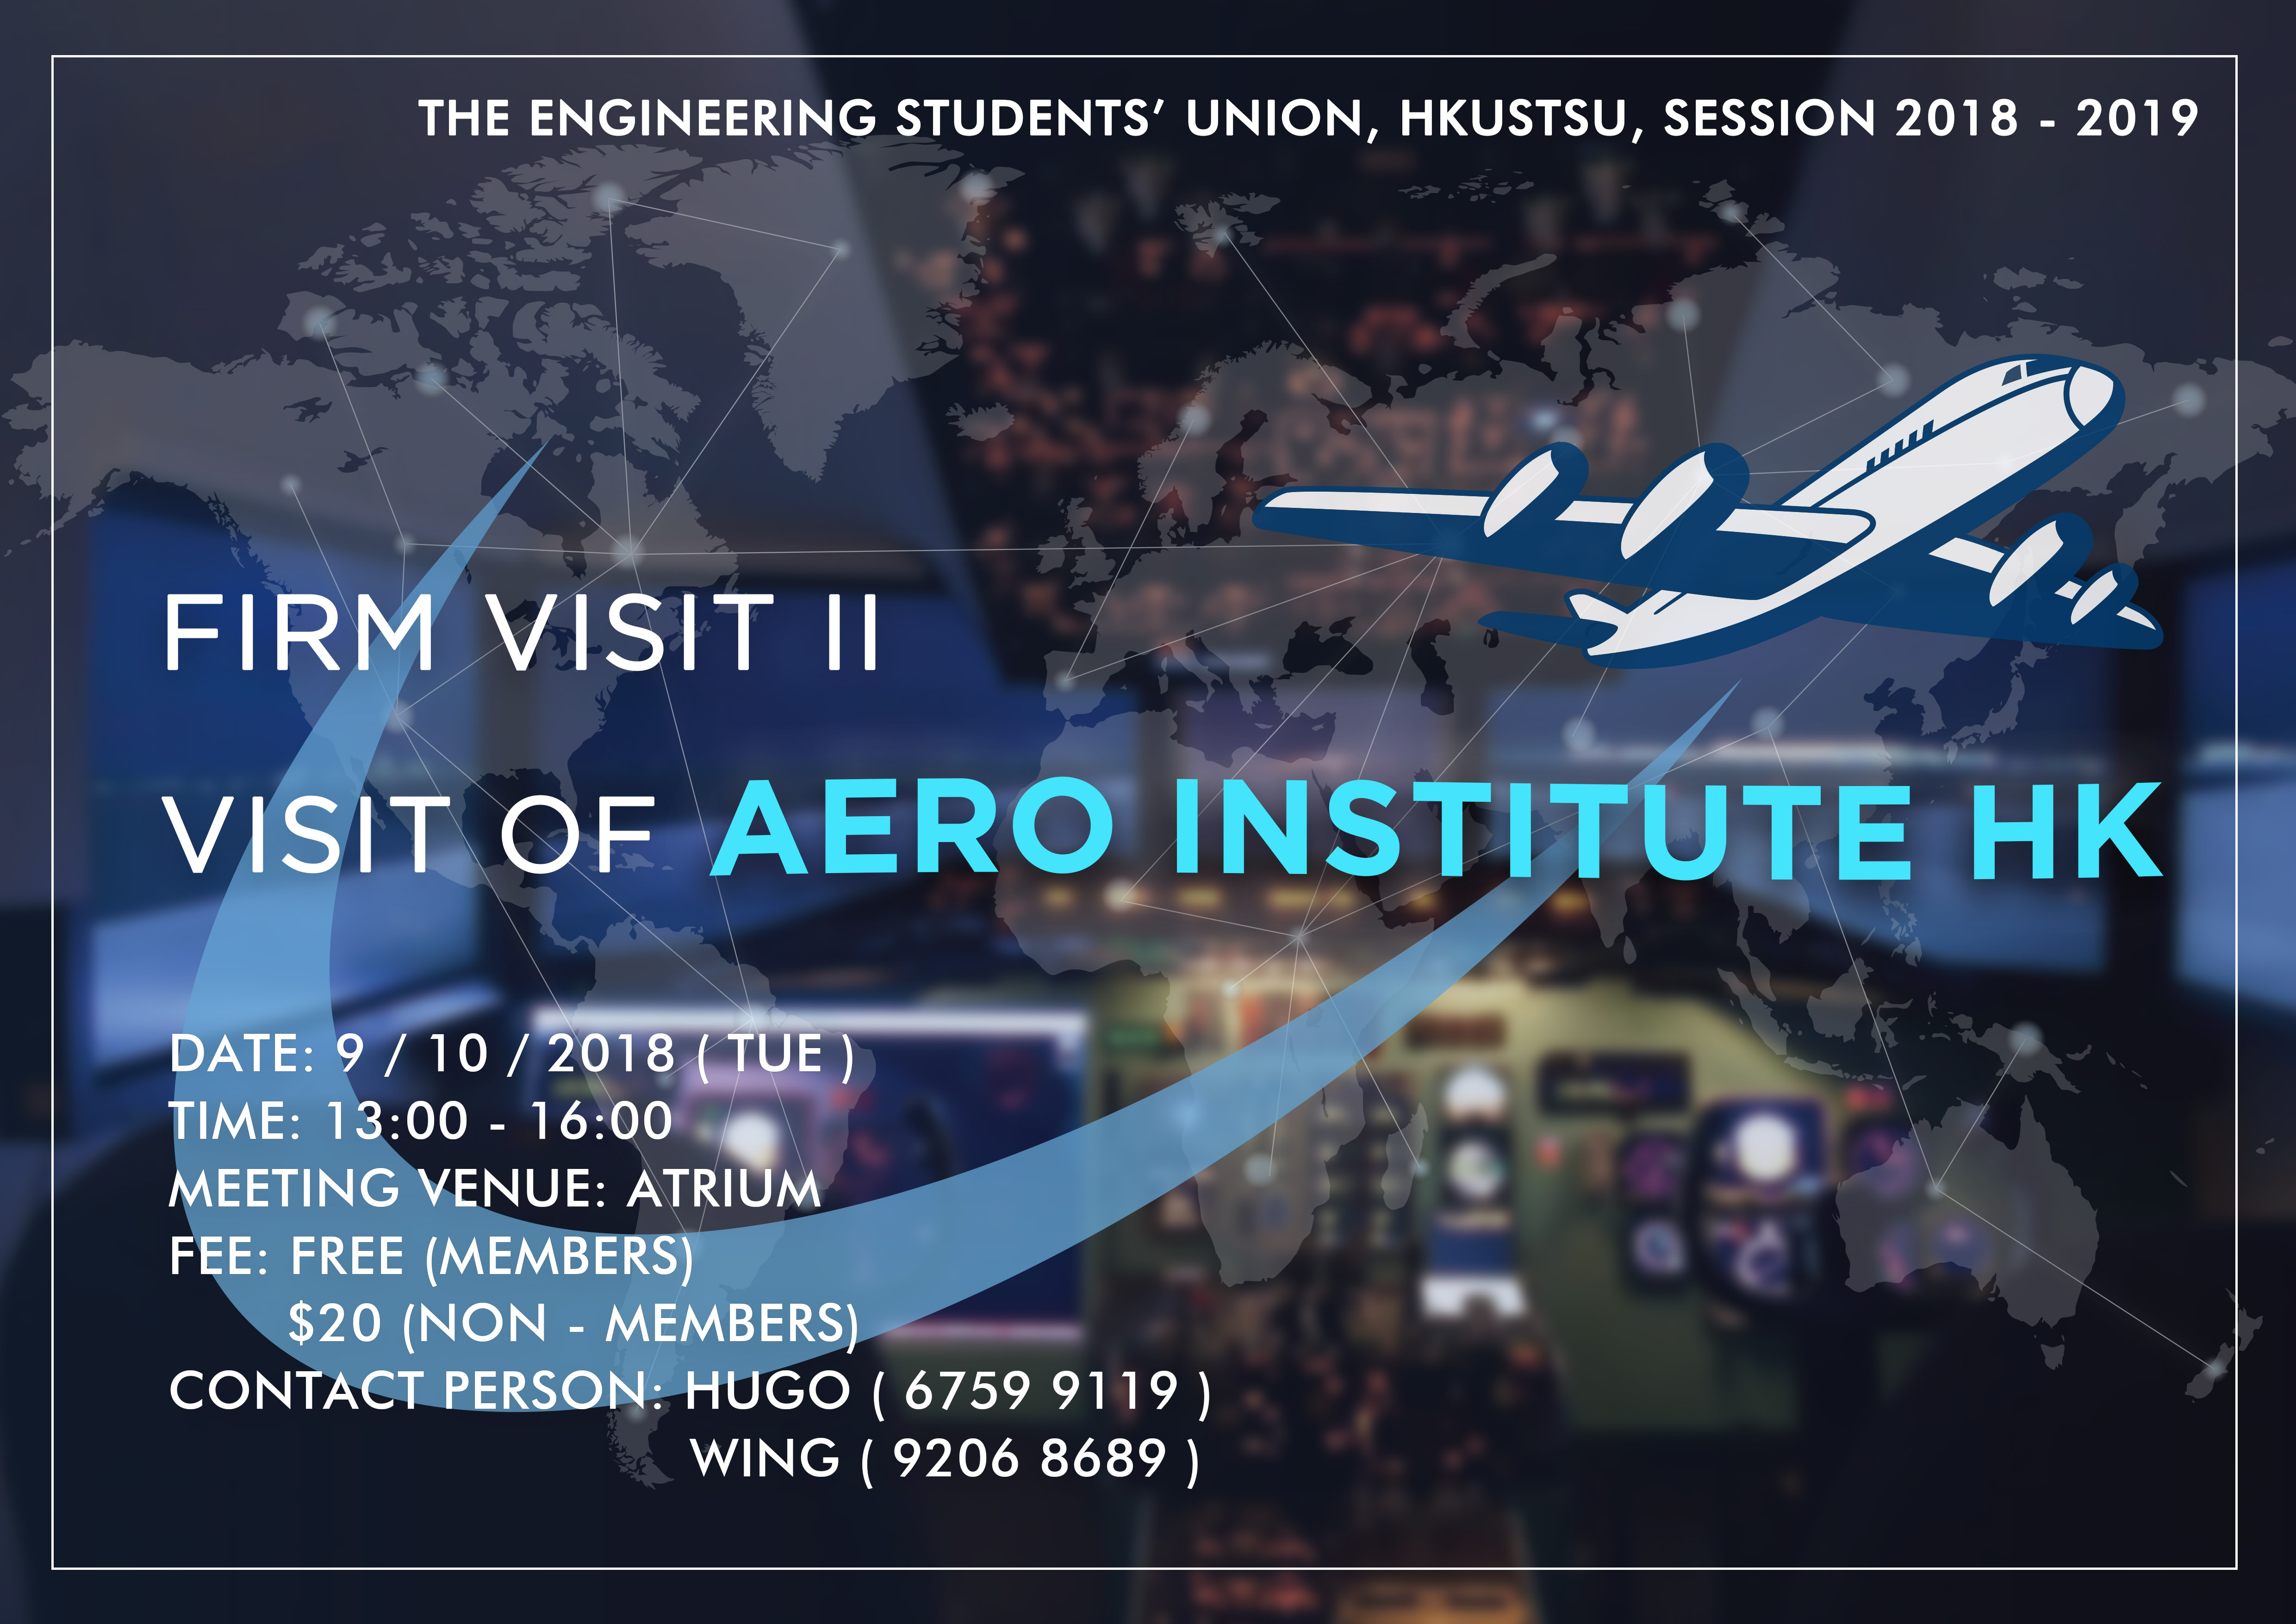 THE ENGINEERING STUDENTS’ UNION, HKUSTSU, SESSION 2018 - 2019
FIRM VISIT II
VISIT OF AERO INSTITUTE HK
DATE: 9 / 10 / 2018 ( TUE )
TIME: 13:00 - 16:00
MEETING VENUE: ATRIUM
FEE: FREE (MEMBERS)
$20 (NON - MEMBERS)
CONTACT PERSON: HUGO ( 6759 9119 )
WING ( 9206 8689 )